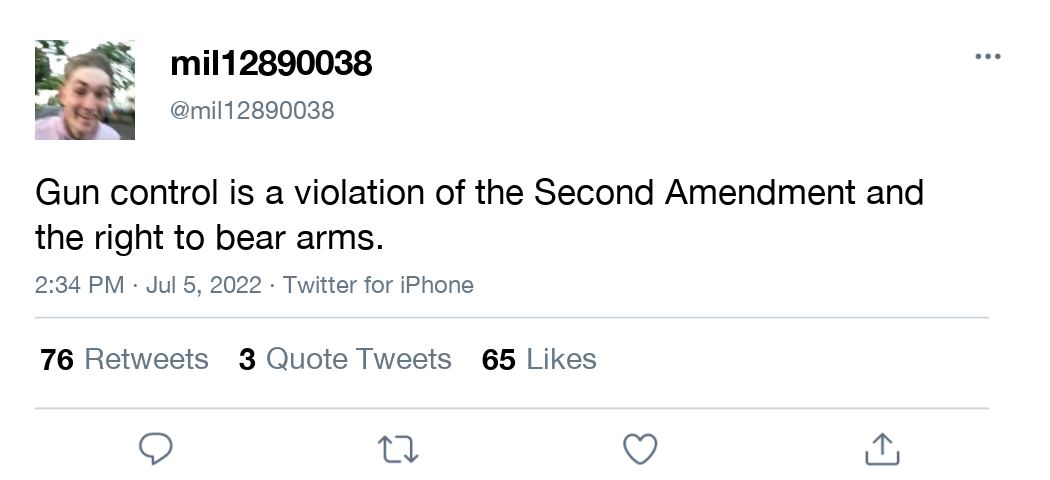 mil12890038
@mil12890038
Gun control is a violation of the Second Amendment and
the right to bear arms.
2:34 PM · Jul 5, 2022 · Twitter for iPhone
76 Retweets 3 Quote Tweets 65 Likes